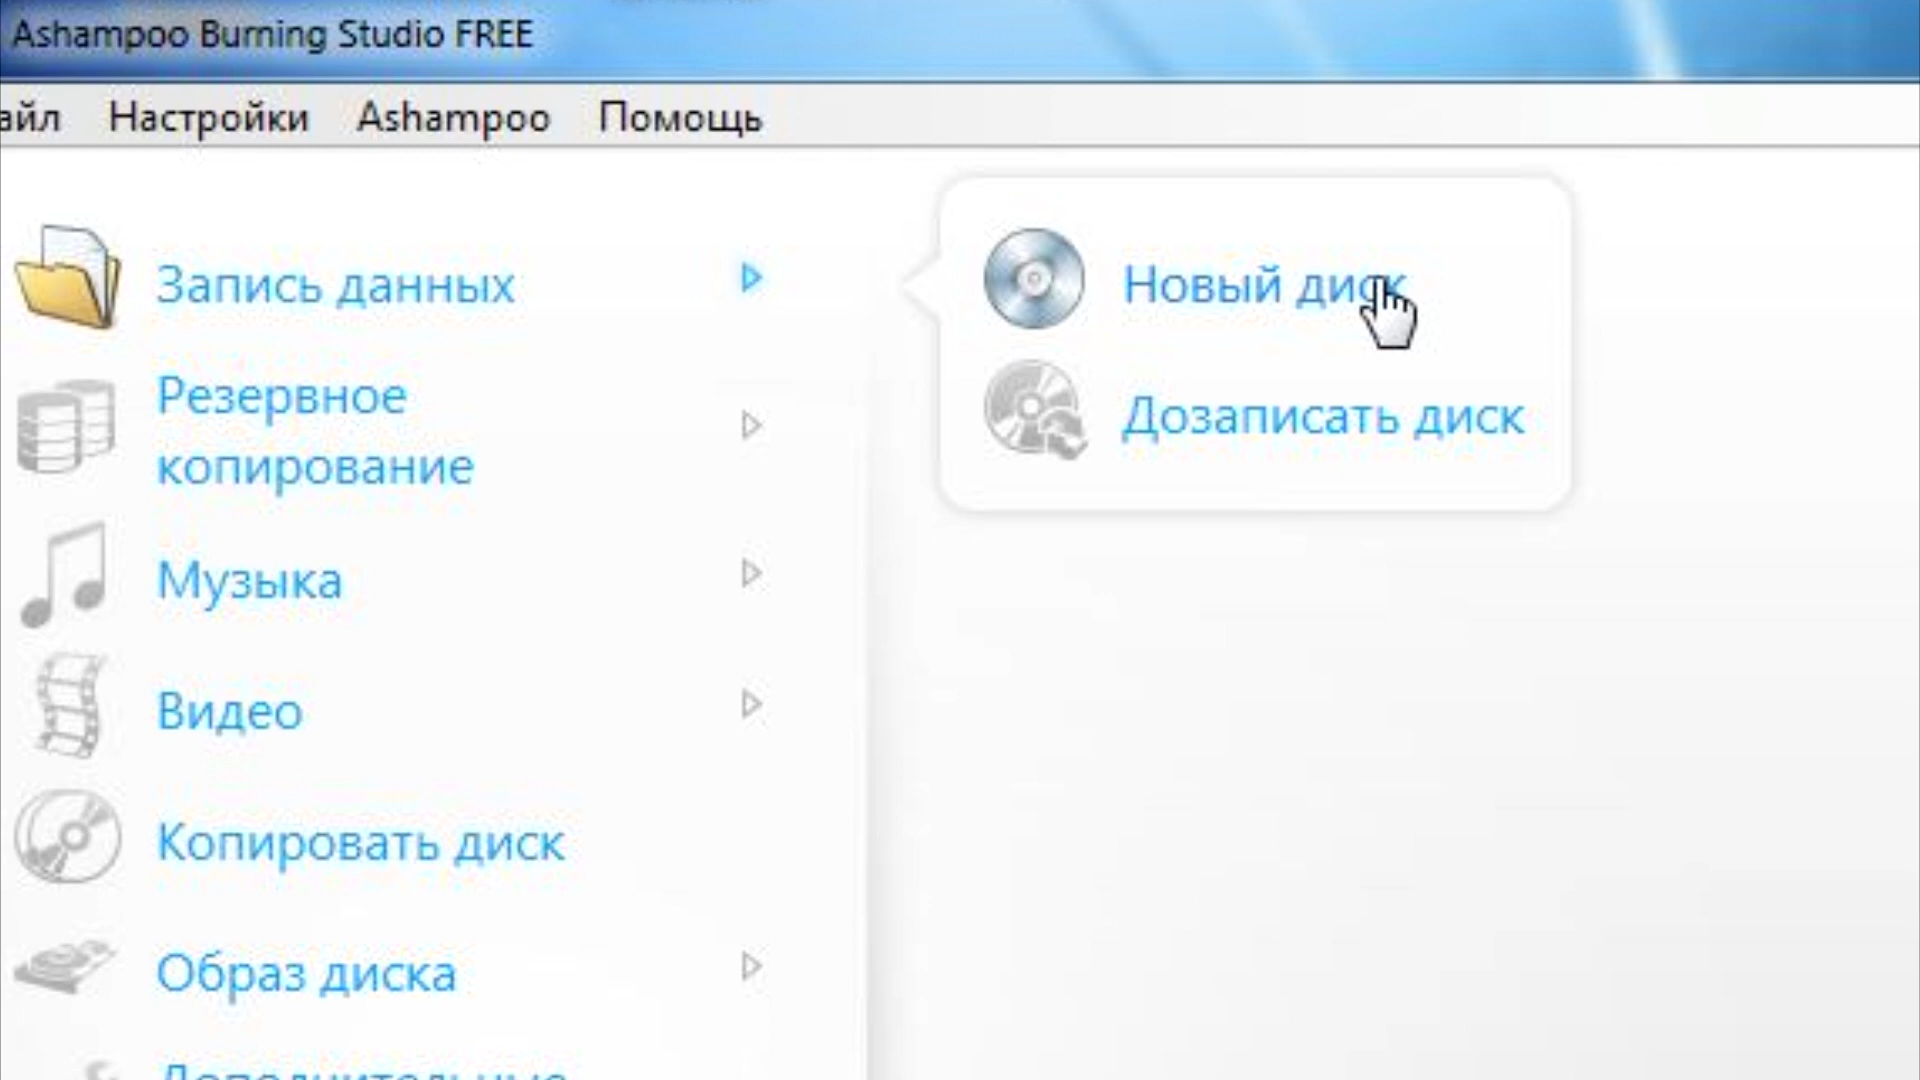 Ashampoo Burning Studio FREE
айл Настройки Ashampoo Помощь
Запись данных
Новый диск
Дозаписать диск
Резервное
копирование
Музыка
Видео
Копировать диск
Образ диска
Дополнительные